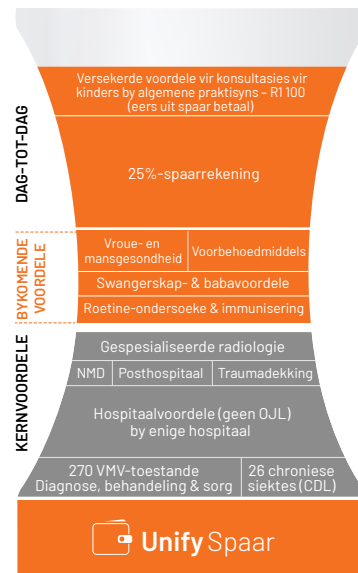 DAG-TOT-DAG
Versekerde voordele vir konsultasies vir
kinders by algemene praktisyns – R1 100
(eers uit spaar betaal)
25%-spaarrekening
BYKOMENDE
VOORDELE
Vroue- en
mansgesondheid
Voorbehoedmiddels
Swangerskap- & babavoordele
Roetine-ondersoeke & immunisering
KERNVOORDELE
Gespesialiseerde radiologie
NMD
Posthospitaal
Traumadekking
Hospitaalvoordele (geen OJL)
by enige hospitaal
270 VMV-toestande
Diagnose, behandeling & sorg
26 chroniese
siektes (CDL)
Unify Spaar